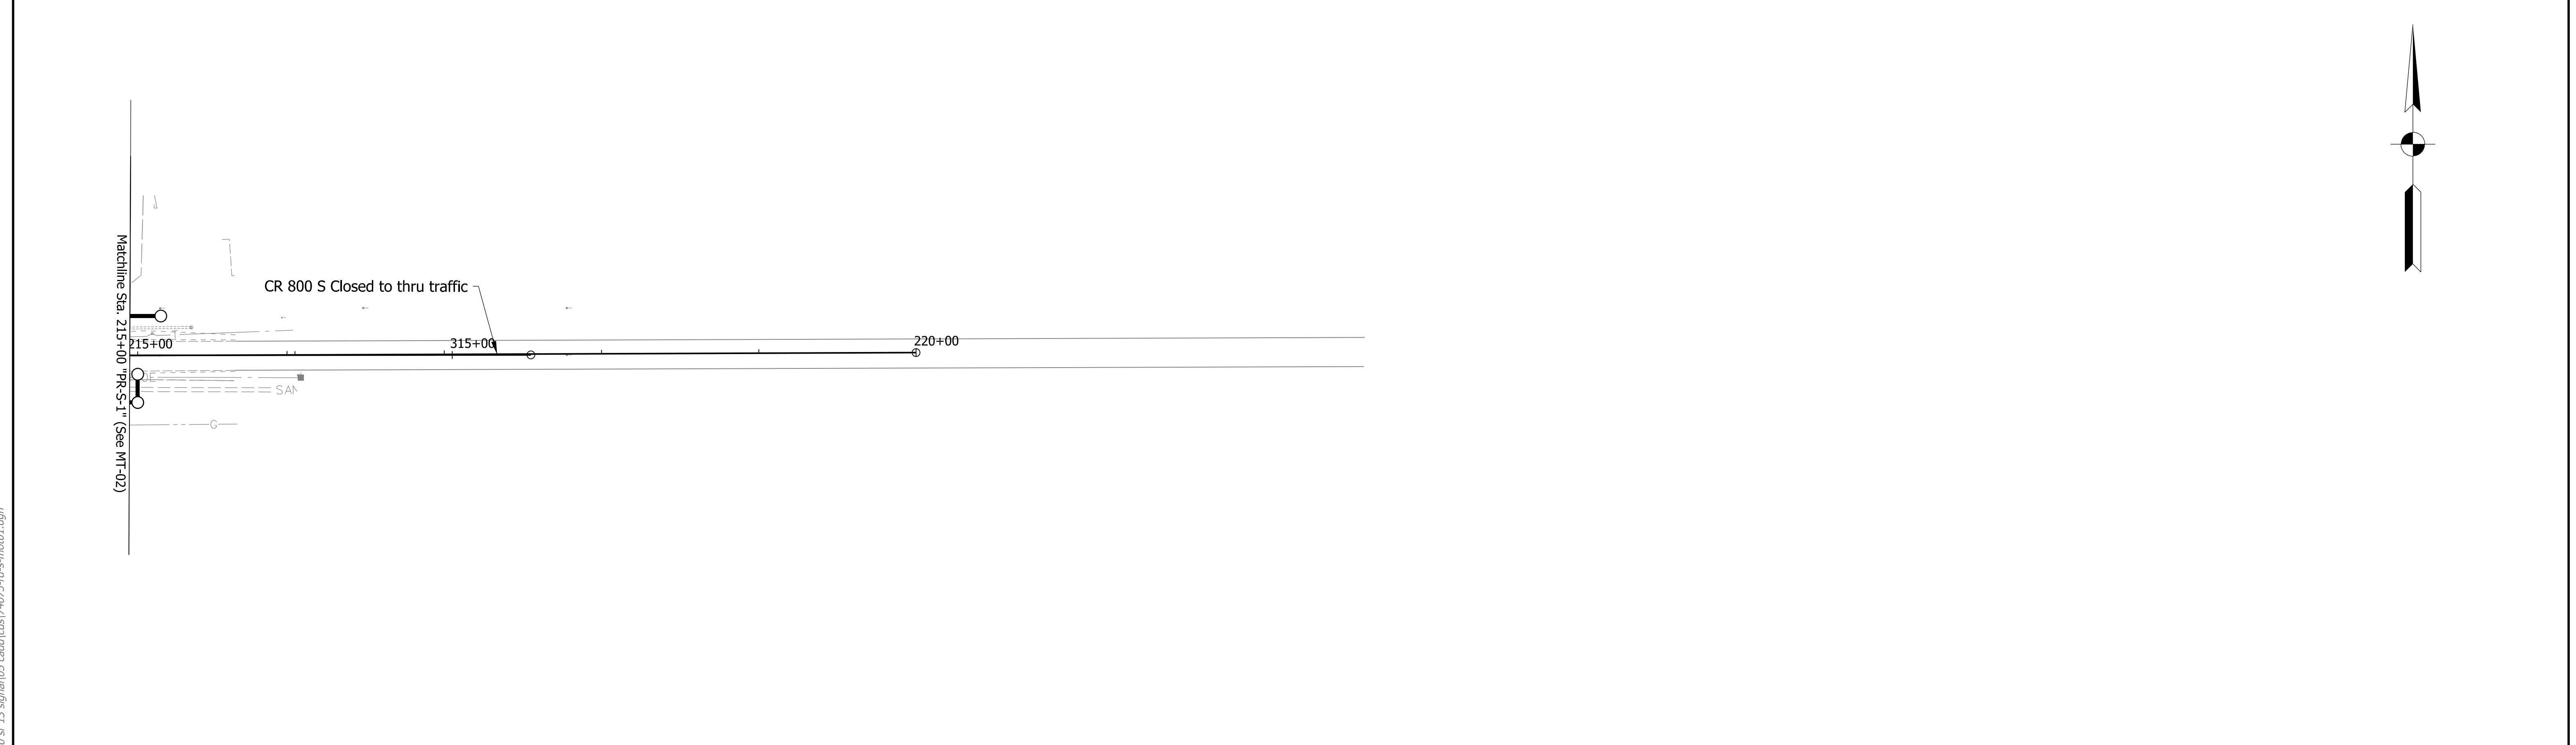 Matchline Sta. 215+00 "PR-S-1" (See MT-02)
CR 800 S Closed to thru traffic
215+00
315+00
220+00
SAN
G